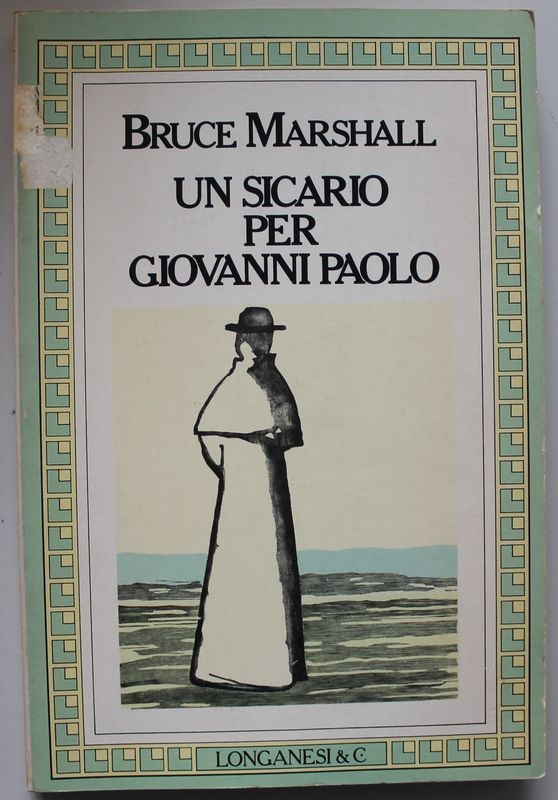 BRUCE MARSHALL
UN SICARIO
PER
GIOVANNI PAOLO
LONGANESI & C.